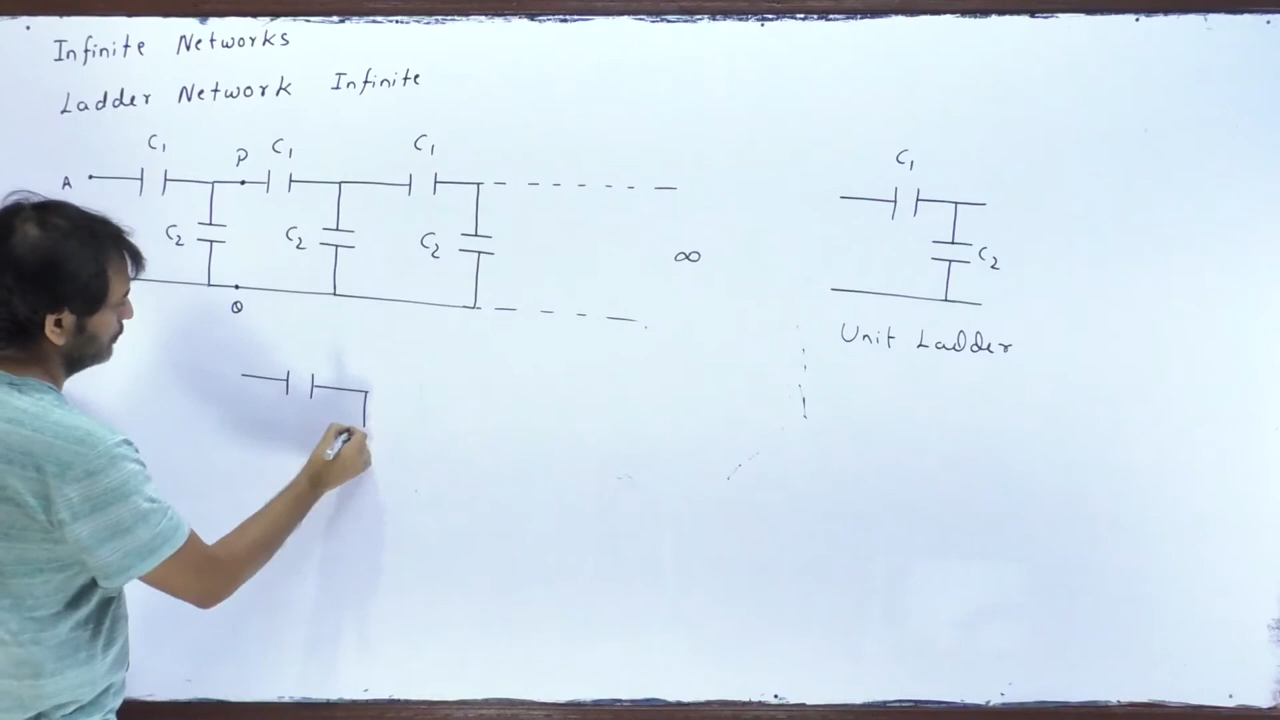 Infinite Networks
Ladder Network Infinite
C1 P C1 C1
A
C2 C2 C2 ∞
Q
C1
C2
Unit Ladder